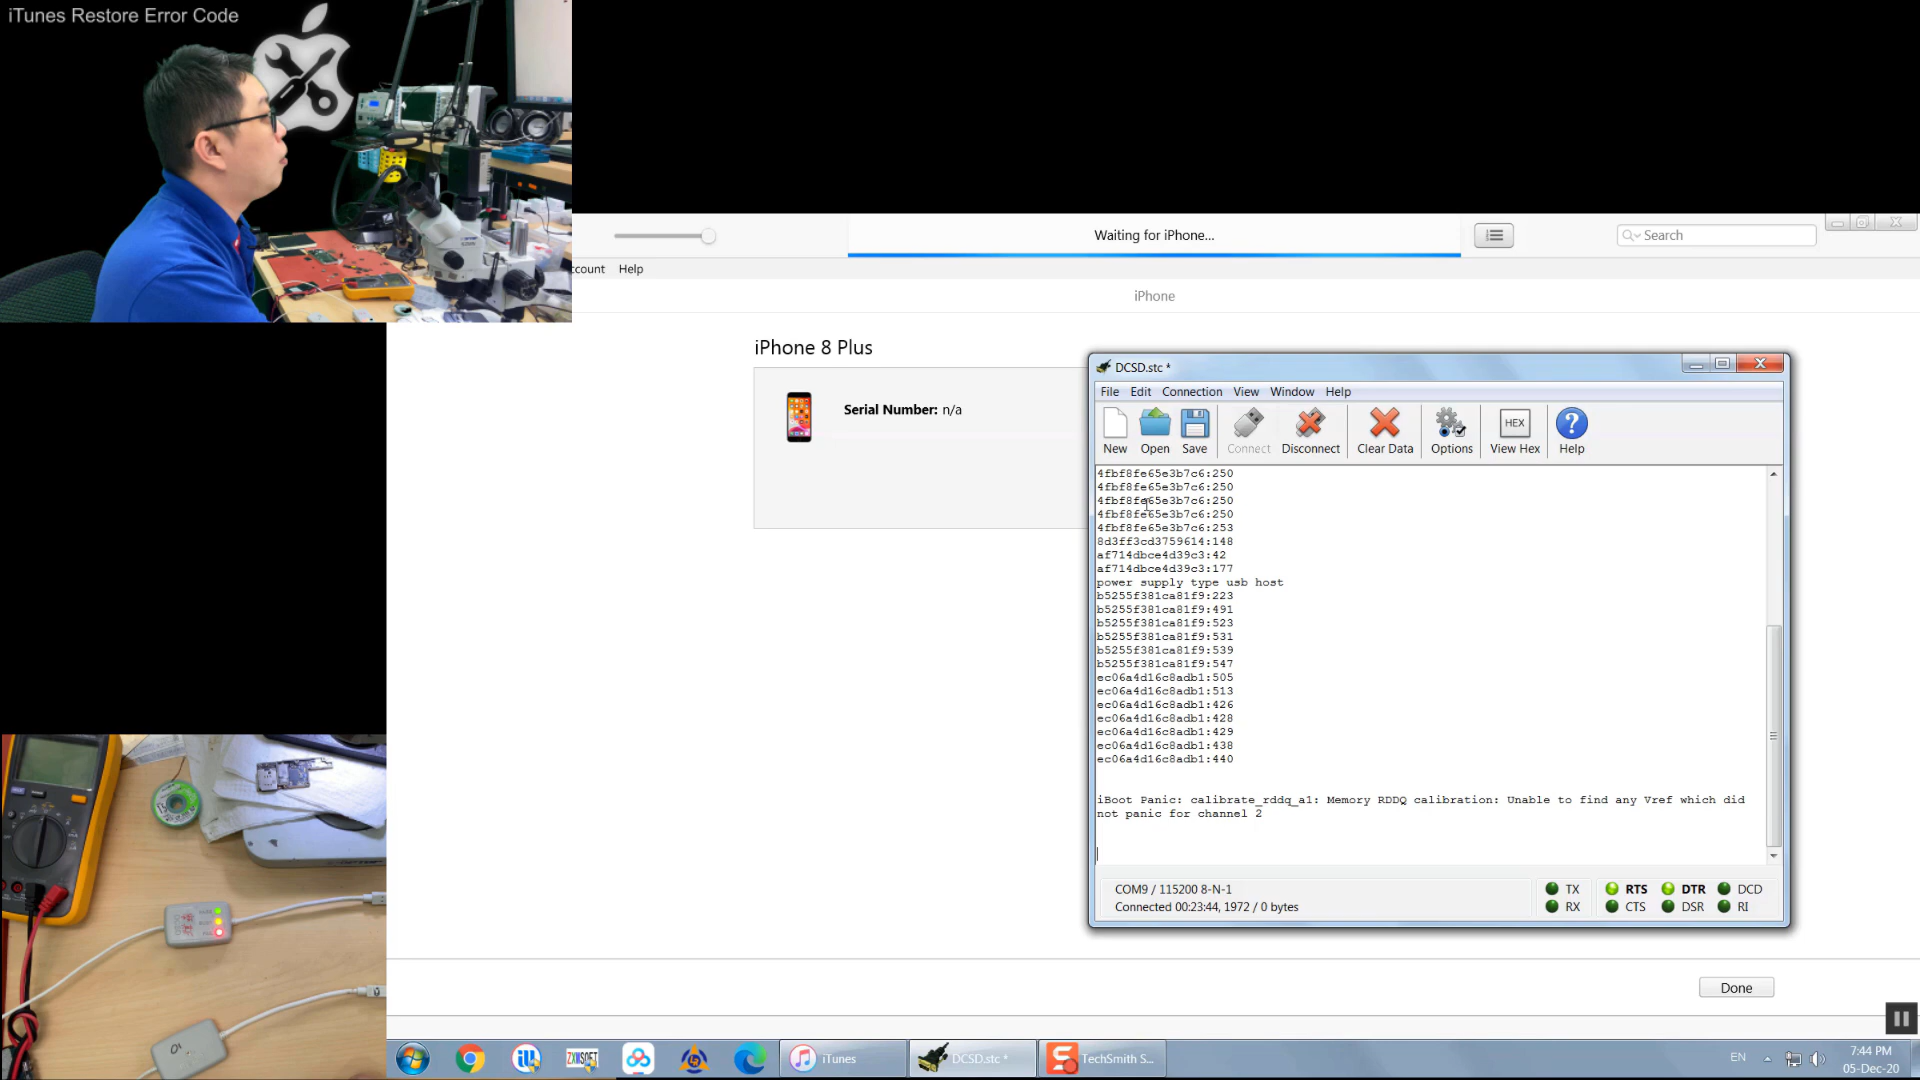 iTunes Restore Error Code
Waiting for iPhone...
Search
ccount Help
iPhone
iPhone 8 Plus
Serial Number: n/a
DCSD.stc *
File Edit Connection View Window Help
New Open Save Connect Disconnect Clear Data Options View Hex Help
HEX
4fbf8fe65e3b7c6:250
4fbf8fe65e3b7c6:250
4fbf8fe65e3b7c6:250
4fbf8fe65e3b7c6:250
4fbf8fe65e3b7c6:253
8d3ff3cd3759614:148
af714dbce4d39c3:42
af714dbce4d39c3:177
power supply type usb host
b5255f381ca81f9:223
b5255f381ca81f9:491
b5255f381ca81f9:523
b5255f381ca81f9:531
b5255f381ca81f9:539
b5255f381ca81f9:547
ec06a4d16c8adb1:505
ec06a4d16c8adb1:513
ec06a4d16c8adb1:426
ec06a4d16c8adb1:428
ec06a4d16c8adb1:429
ec06a4d16c8adb1:438
ec06a4d16c8adb1:440
iBoot Panic: calibrate_rddq_a1: Memory RDDQ calibration: Unable to find any Vref which did
not panic for channel 2
COM9 / 115200 8-N-1
Connected 00:23:44, 1972 / 0 bytes
TX RTS DTR DCD
RX CTS DSR RI
Done
ZXWSOFT
iTunes
DCSD.stc *
TechSmith S...
EN
7:44 PM
05-Dec-20